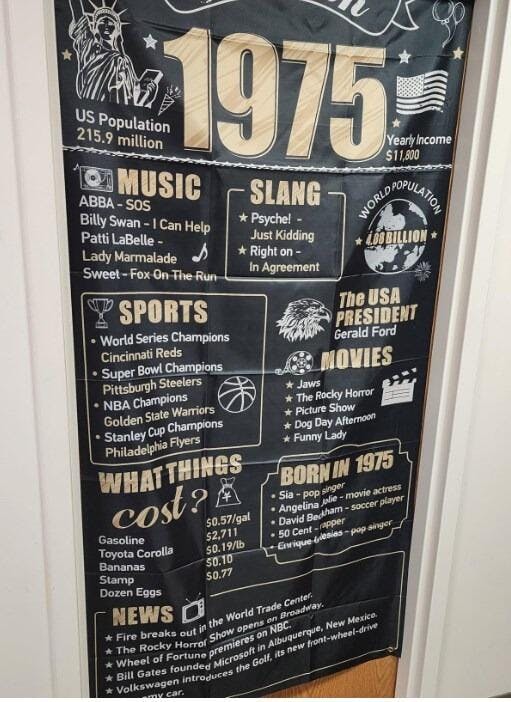 1975
US Population
215.9 million
Yearly Income
$11,800
MUSIC
ABBA - SOS
Billy Swan - I Can Help
Patti LaBelle -
Lady Marmalade
Sweet - Fox On The Run
SLANG
Psyche! -
Just Kidding
Right on -
In Agreement
WORLD POPULATION
4.08 BILLION
SPORTS
• World Series Champions
Cincinnati Reds
• Super Bowl Champions
Pittsburgh Steelers
• NBA Champions
Golden State Warriors
• Stanley Cup Champions
Philadelphia Flyers
The USA
PRESIDENT
Gerald Ford
MOVIES
Jaws
The Rocky Horror
Picture Show
Dog Day Afternoon
Funny Lady
WHAT THINGS
cost?
Gasoline $0.57/gal
Toyota Corolla $2,711
Bananas $0.19/lb
Stamp $0.10
Dozen Eggs $0.77
BORN IN 1975
• Sia - pop singer
• Angelina Jolie - movie actress
• David Beckham - soccer player
• 50 Cent - rapper
• Enrique Iglesias - pop singer
NEWS
Fire breaks out in the World Trade Center.
The Rocky Horror Show opens on Broadway.
Wheel of Fortune premieres on NBC.
Bill Gates founded Microsoft in Albuquerque, New Mexico.
Volkswagen introduces the Golf, its new front-wheel-drive
car.